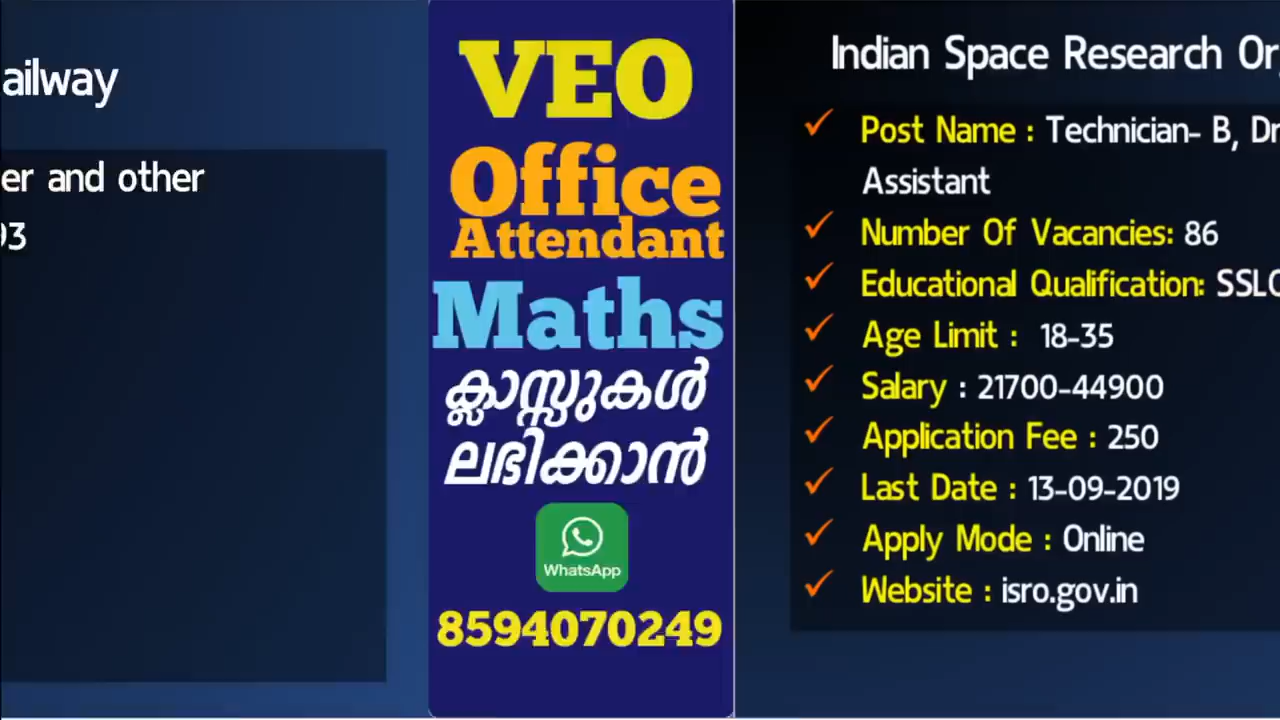 ailway
er and other
93
VEO
Office
Attendant
Maths
ക്ലാസ്സുകൾ
ലഭിക്കാൻ
WhatsApp
8594070249
Indian Space Research Or
Post Name : Technician- B, Dr
Assistant
Number Of Vacancies: 86
Educational Qualification: SSLC
Age Limit : 18-35
Salary : 21700-44900
Application Fee : 250
Last Date : 13-09-2019
Apply Mode : Online
Website : isro.gov.in